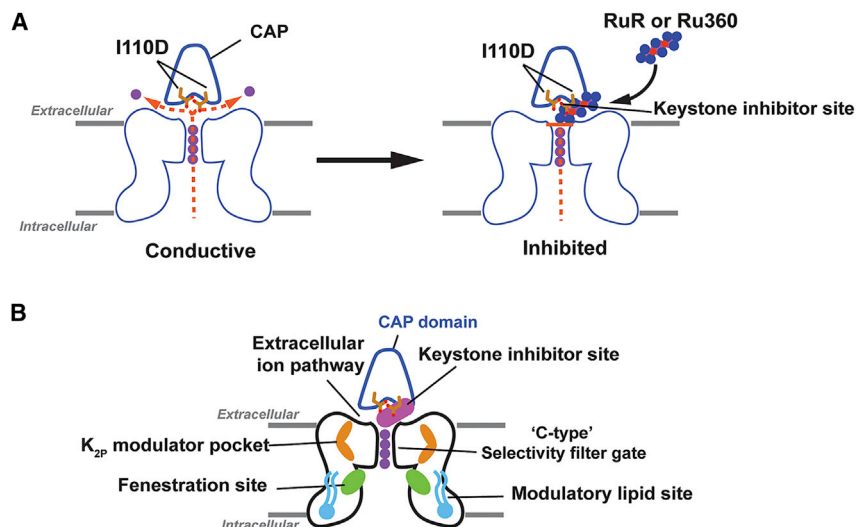 A
I110D
CAP
Extracellular
Intracellular
Conductive
RuR or Ru360
I110D
Keystone inhibitor site
Inhibited
B
CAP domain
Extracellular
ion pathway
Keystone inhibitor site
Extracellular
K2P modulator pocket
'C-type'
Selectivity filter gate
Fenestration site
Modulatory lipid site
Intracellular